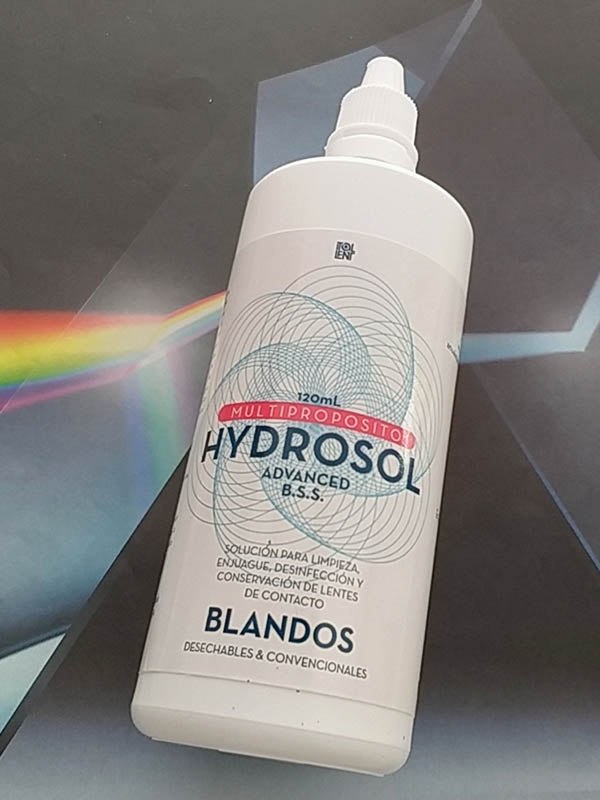 120mL
MULTIPROPOSITO
HYDROSOL
ADVANCED
B.S.S.
SOLUCIÓN PARA LIMPIEZA,
ENJUAGUE, DESINFECCIÓN Y
CONSERVACIÓN DE LENTES
DE CONTACTO
BLANDOS
DESECHABLES & CONVENCIONALES